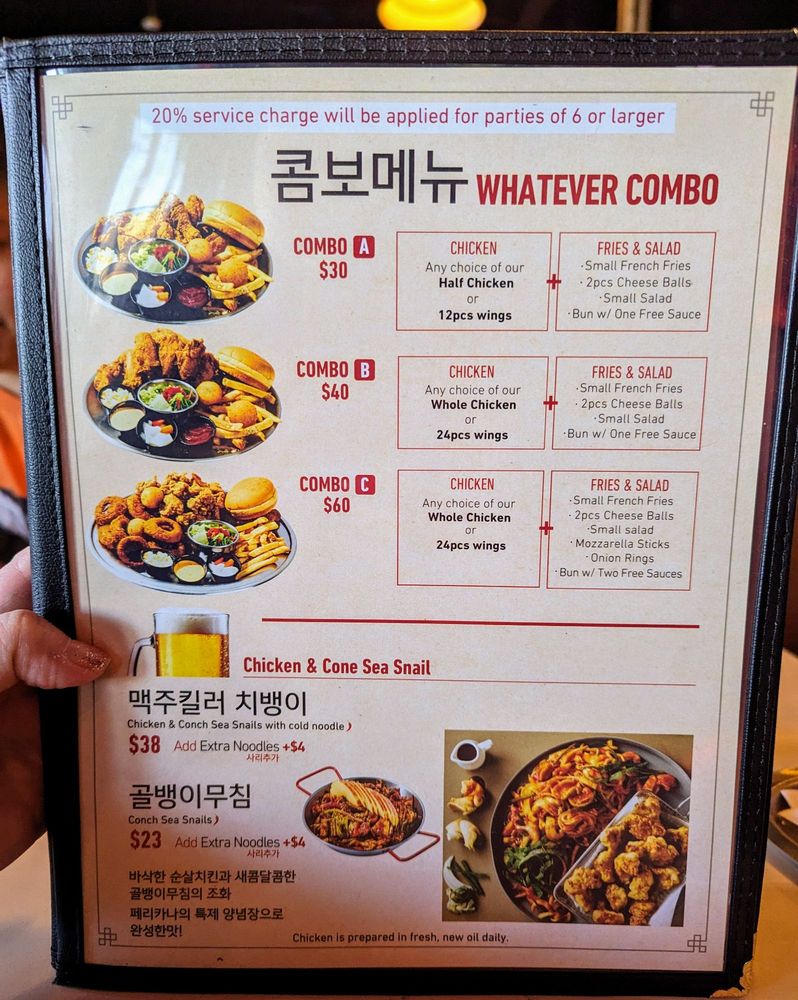 20% service charge will be applied for parties of 6 or larger
콤보메뉴 WHATEVER COMBO
COMBO A
$30
CHICKEN
Any choice of our
Half Chicken
or
12pcs wings
+
FRIES & SALAD
·Small French Fries
· 2pcs Cheese Balls
·Small Salad
·Bun w/ One Free Sauce
COMBO B
$40
CHICKEN
Any choice of our
Whole Chicken
or
24pcs wings
+
FRIES & SALAD
·Small French Fries
· 2pcs Cheese Balls
·Small Salad
·Bun w/ One Free Sauce
COMBO C
$60
CHICKEN
Any choice of our
Whole Chicken
or
24pcs wings
+
FRIES & SALAD
·Small French Fries
· 2pcs Cheese Balls
·Small salad
· Mozzarella Sticks
· Onion Rings
· Bun w/ Two Free Sauces
Chicken & Cone Sea Snail
맥주킬러 치뱅이
Chicken & Conch Sea Snails with cold noodle
$38 Add Extra Noodles +$4
사리추가
골뱅이무침
Conch Sea Snails
$23 Add Extra Noodles +$4
사리추가
바삭한 순살치킨과 새콤달콤한
골뱅이무침의 조화
페리카나의 특제 양념장으로
완성한맛!
Chicken is prepared in fresh, new oil daily.